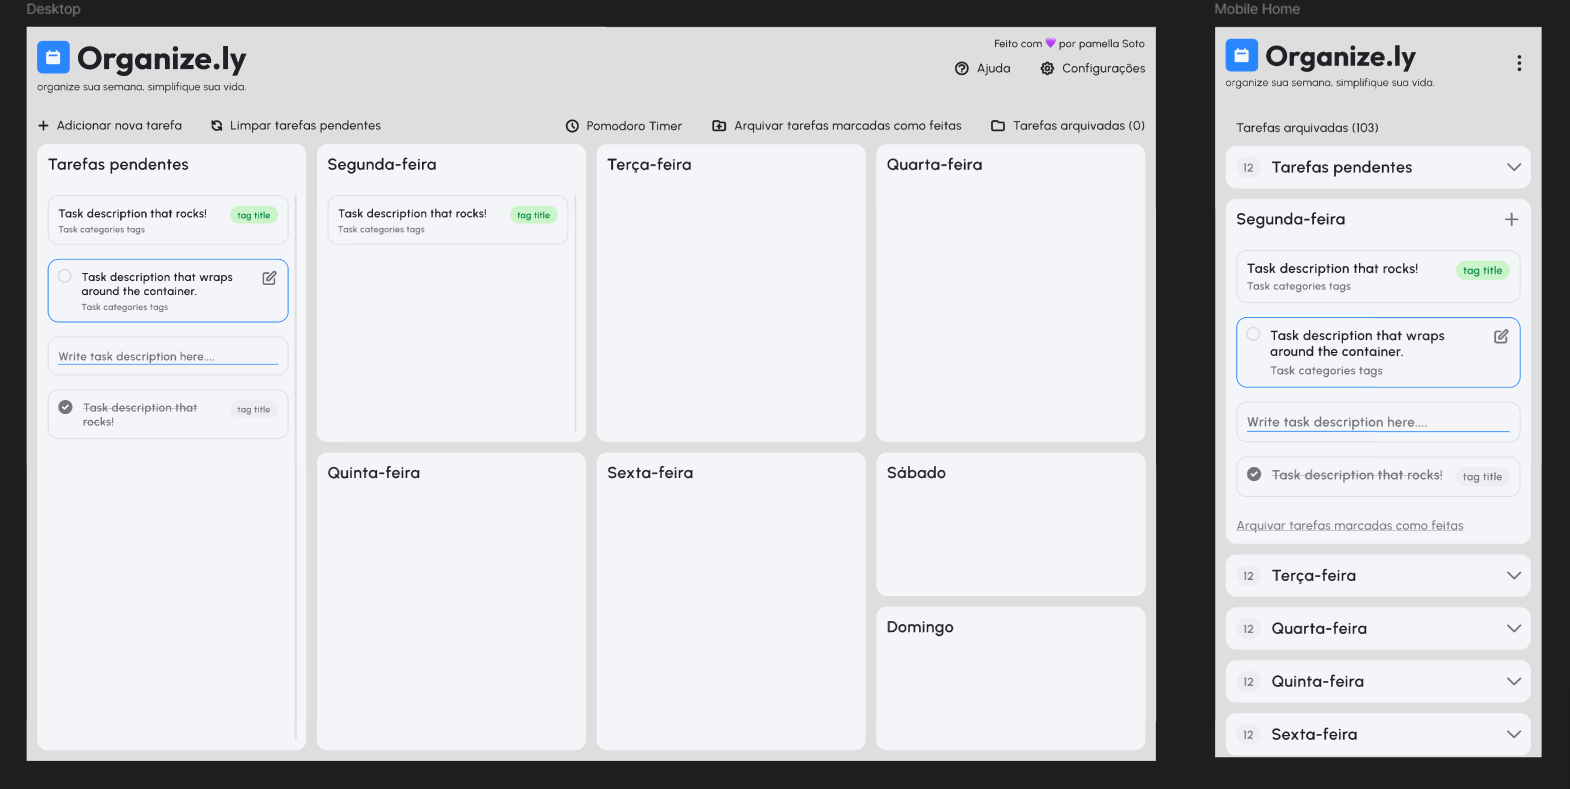 Desktop
Organize.ly
organize sua semana, simplifique sua vida.
Feito com 💜 por pamella Soto
Ajuda
Configurações
Adicionar nova tarefa
Limpar tarefas pendentes
Pomodoro Timer
Arquivar tarefas marcadas como feitas
Tarefas arquivadas (0)
Tarefas pendentes
Task description that rocks!
tag title
Task categories tags
Task description that wraps
around the container.
Task categories tags
Write task description here....
Task description that
rocks!
tag title
Segunda-feira
Task description that rocks!
tag title
Task categories tags
Terça-feira
Quarta-feira
Quinta-feira
Sexta-feira
Sábado
Domingo
Mobile Home
Organize.ly
organize sua semana, simplifique sua vida.
Tarefas arquivadas (103)
12 Tarefas pendentes
Segunda-feira
Task description that rocks!
tag title
Task categories tags
Task description that wraps
around the container.
Task categories tags
Write task description here....
Task description that rocks!
tag title
Arquivar tarefas marcadas como feitas
12 Terça-feira
12 Quarta-feira
12 Quinta-feira
12 Sexta-feira